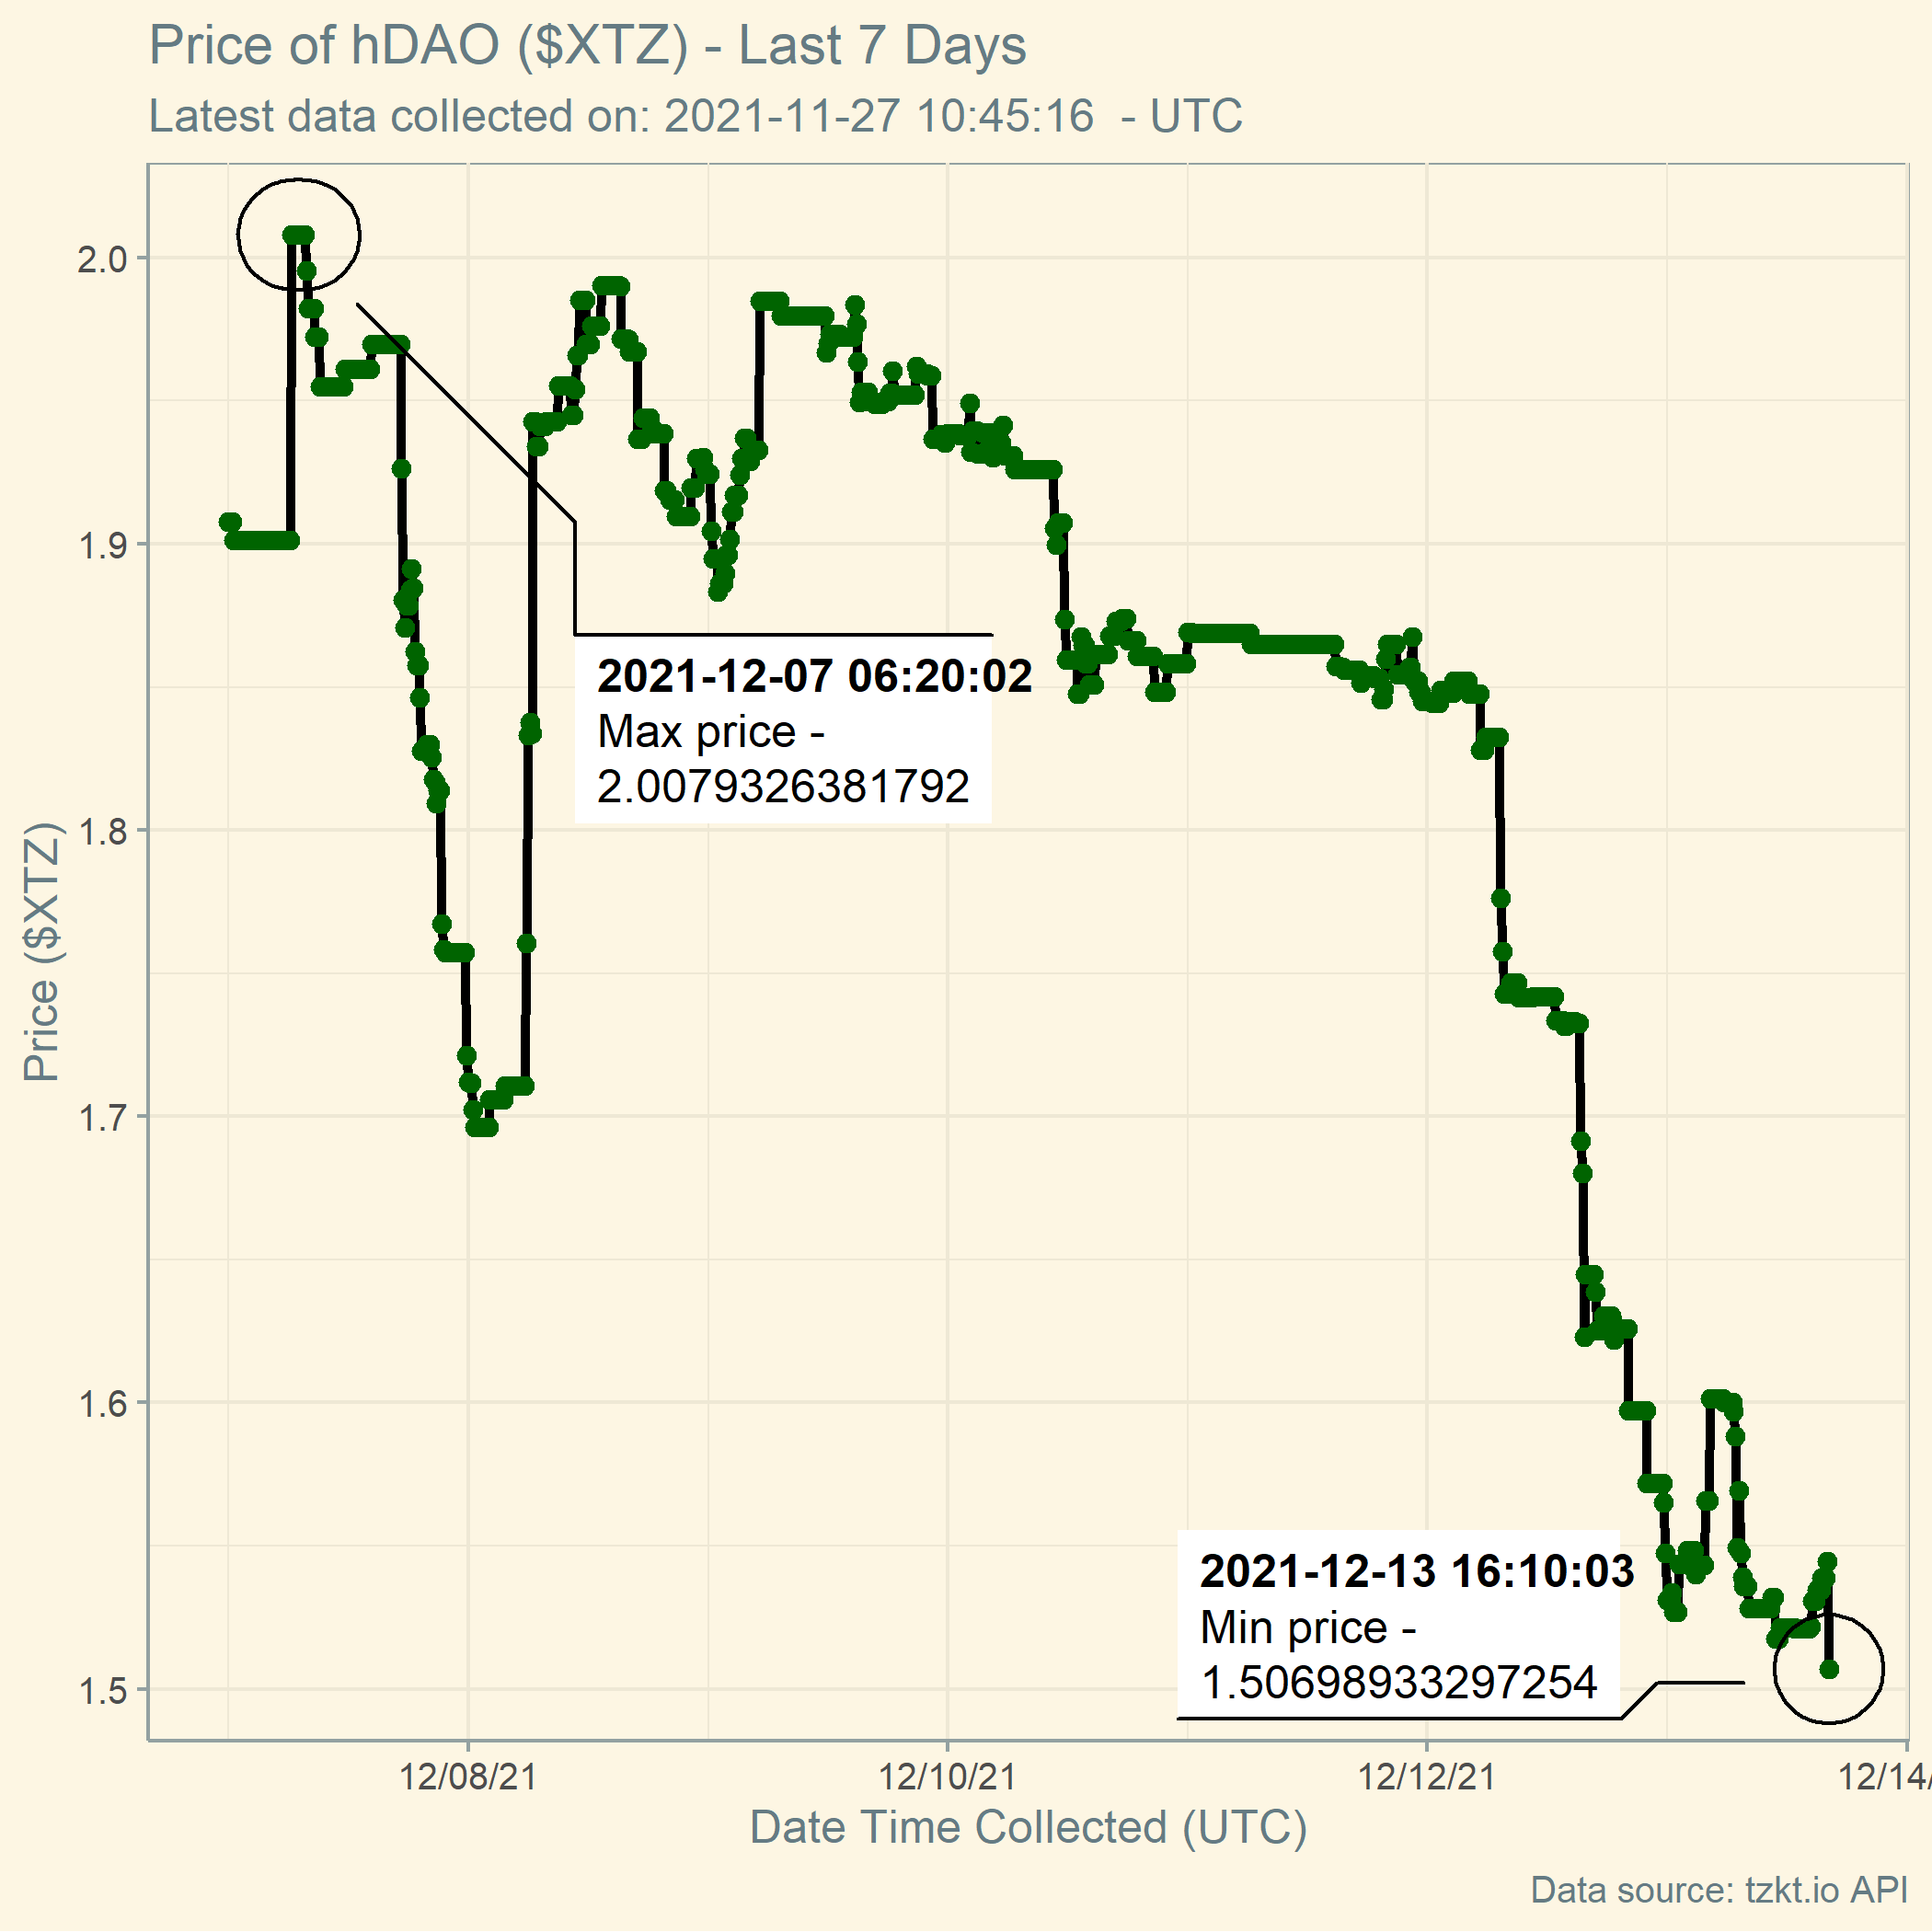 Price of hDAO ($XTZ) - Last 7 Days
Latest data collected on: 2021-11-27 10:45:16  - UTC
2.0
1.9
1.8
1.7
1.6
1.5
Price ($XTZ)
2021-12-07 06:20:02
Max price -
2.0079326381792
2021-12-13 16:10:03
Min price -
1.50698933297254
12/08/21
12/10/21
12/12/21
12/14/
Date Time Collected (UTC)
Data source: tzkt.io API